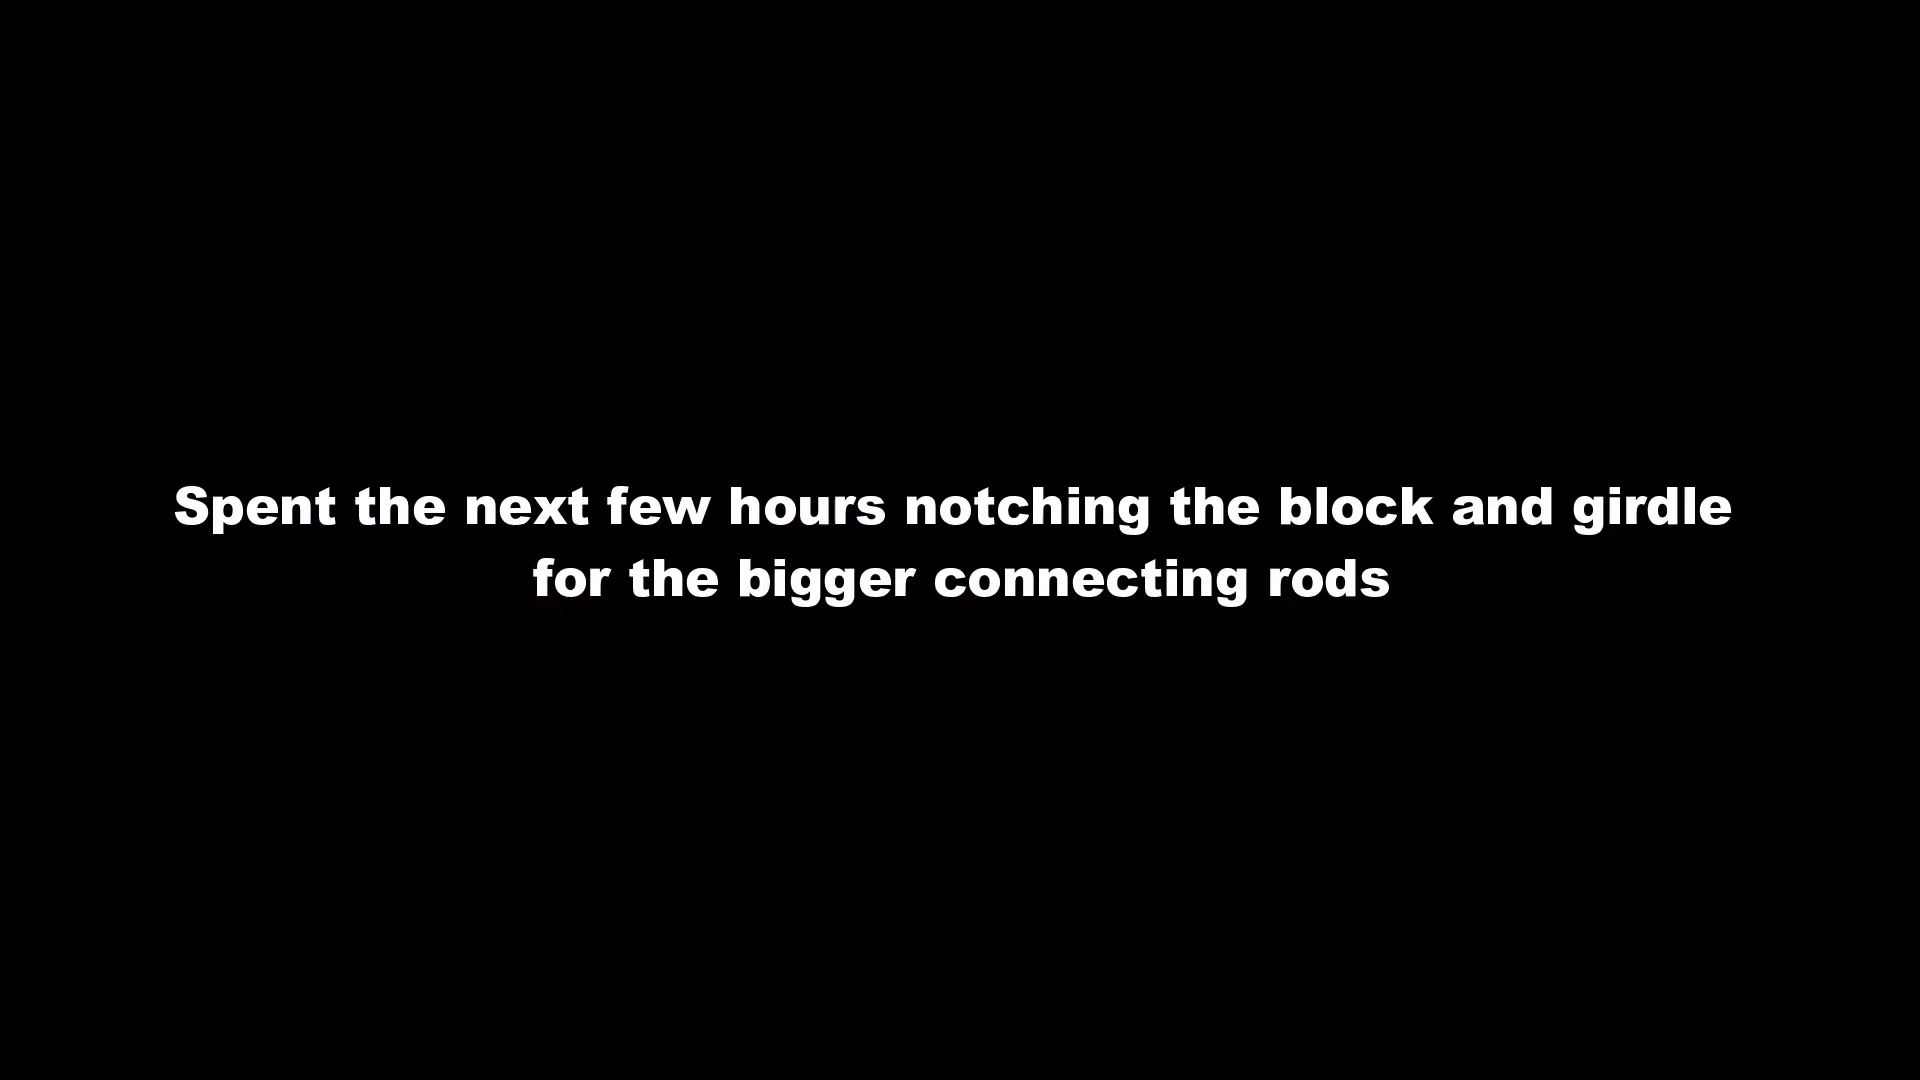 Spent the next few hours notching the block and girdle
for the bigger connecting rods